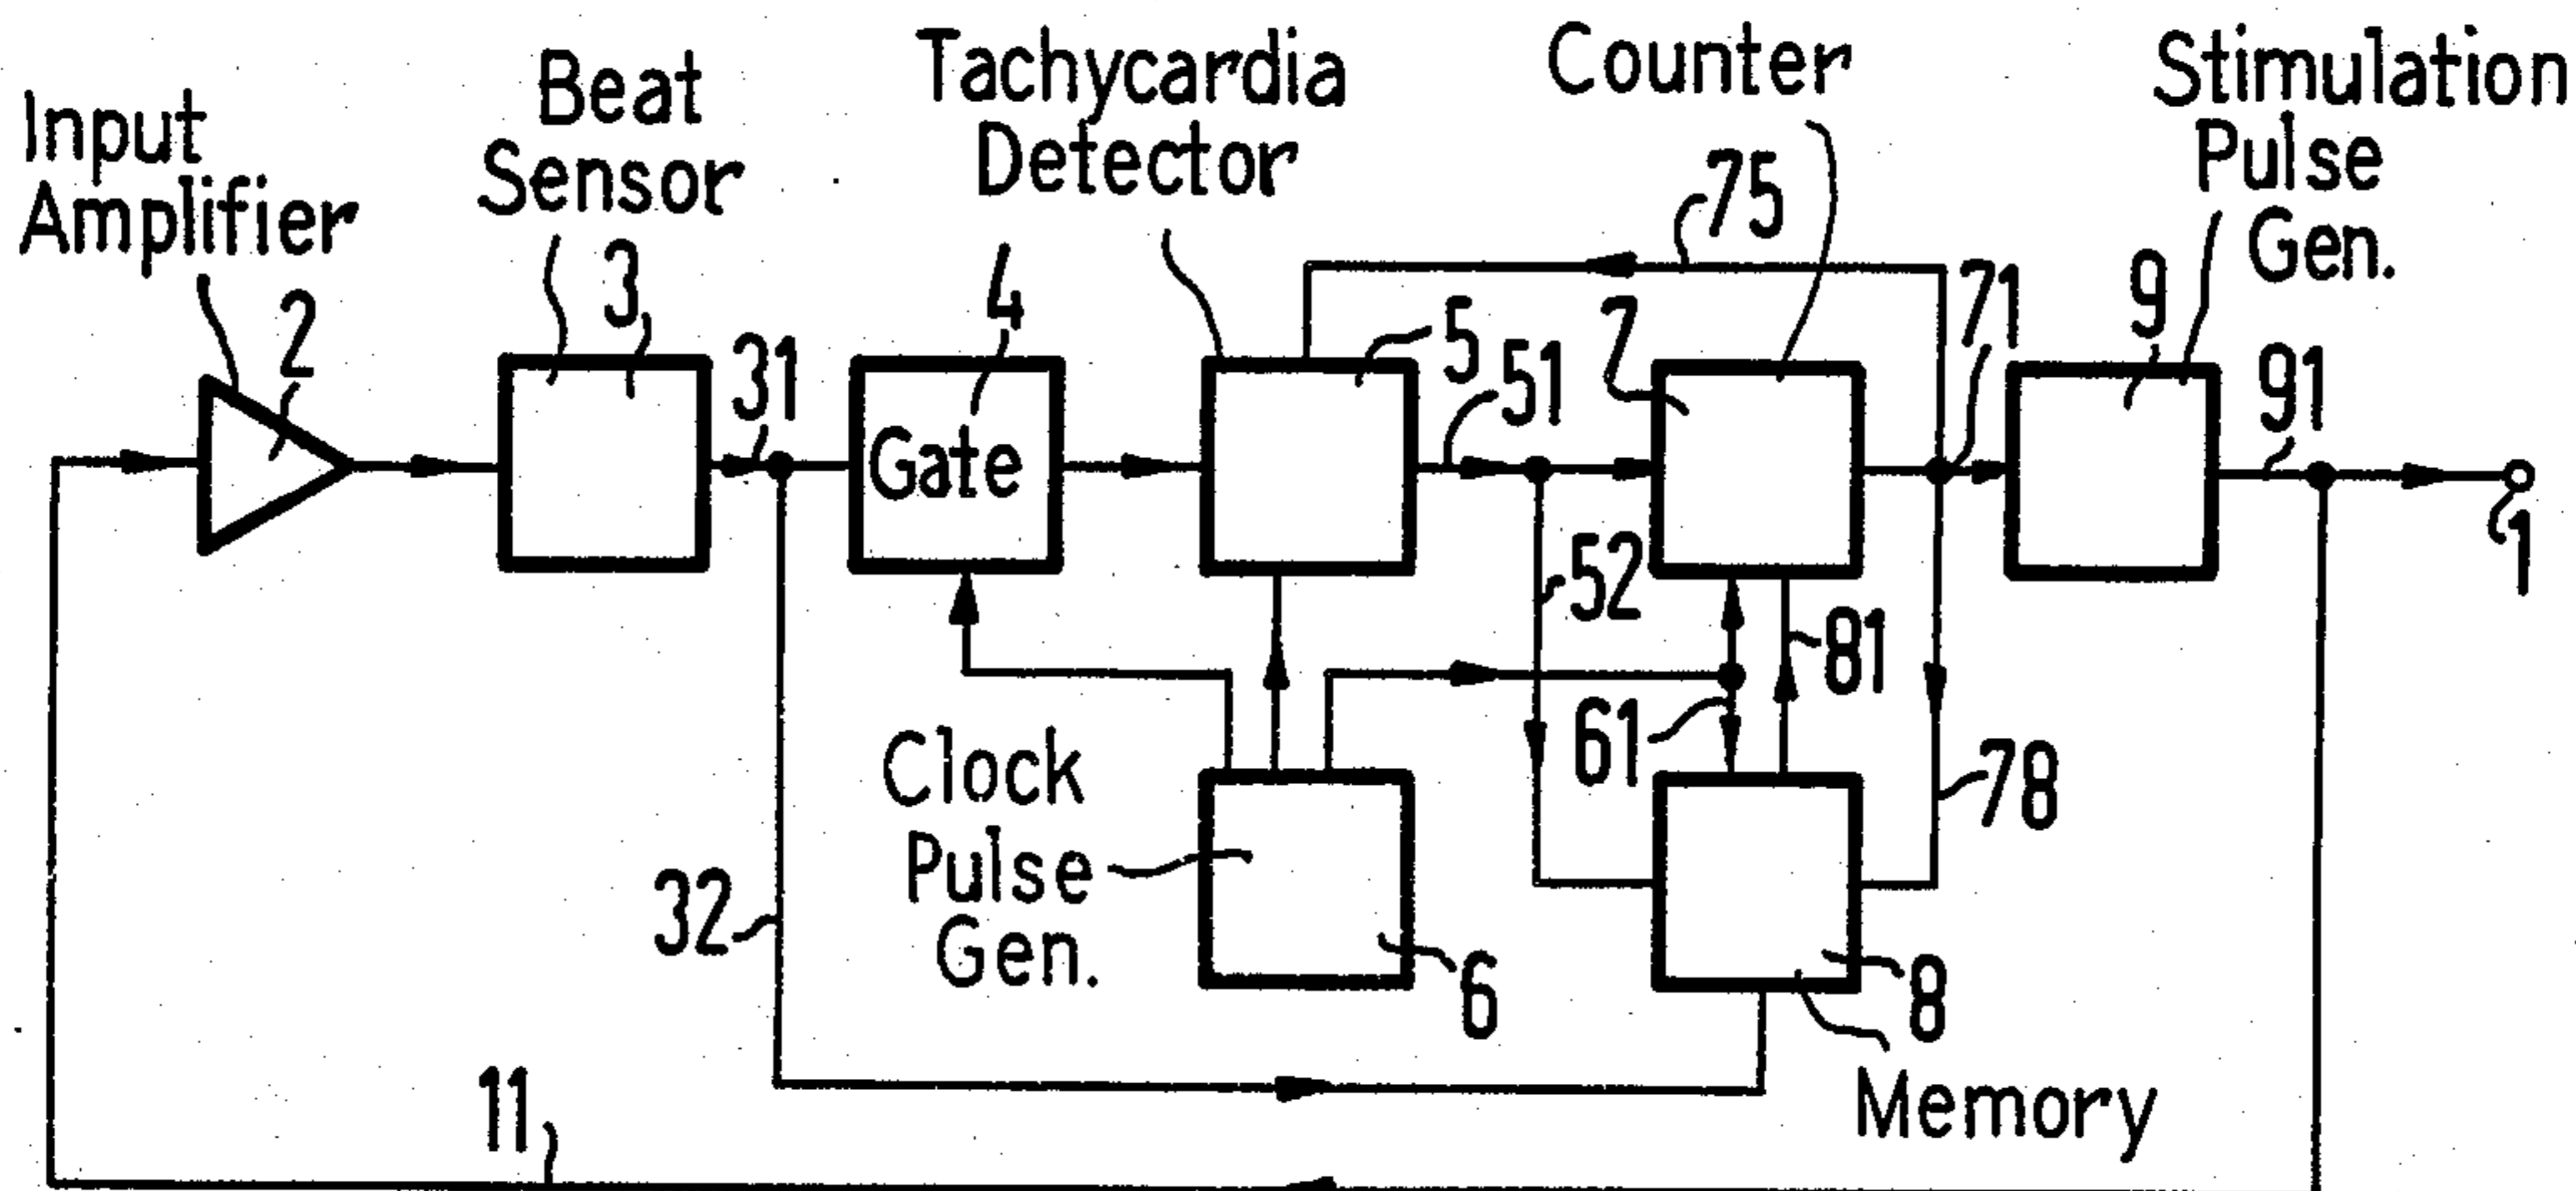 Input
Amplifier
2
Beat
Sensor
3
31
4
Gate
Tachycardia
Detector
5
51
75
Counter
7
71
Stimulation
Pulse
Gen.
9
91
1
52
81
61
78
Clock
Pulse
Gen.
6
8
Memory
32
11